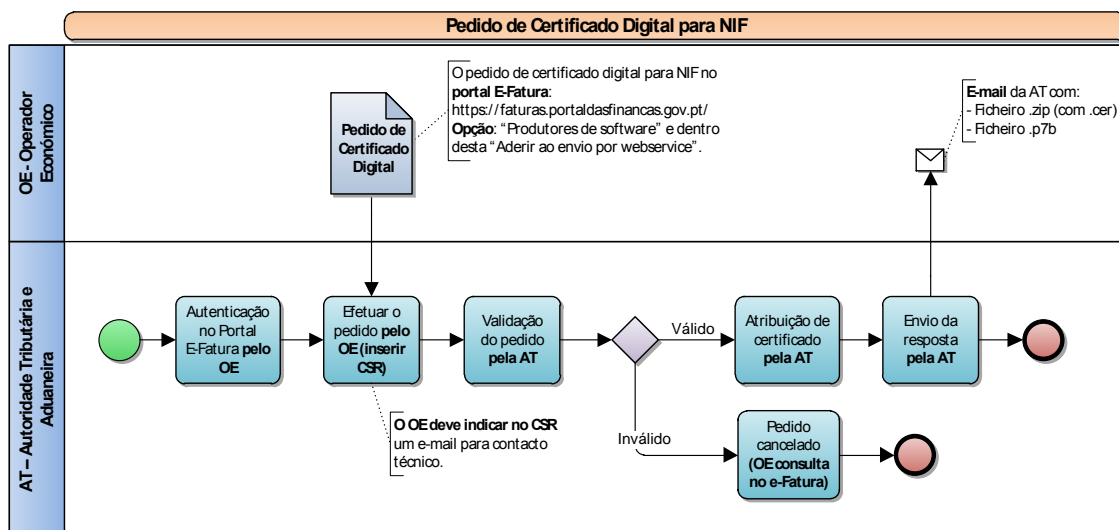 Pedido de Certificado Digital para NIF
OE - Operador
Económico
Pedido de
Certificado
Digital
O pedido de certificado digital para NIF no
portal E-Fatura:
https://faturas.portaldasfinancas.gov.pt/
Opção: “Produtores de software” e dentro
desta “Aderir ao envio por webservice”.
E-mail da AT com:
- Ficheiro .zip (com .cer)
- Ficheiro .p7b
AT – Autoridade Tributária e
Aduaneira
Autenticação
no Portal
E-Fatura pelo
OE
Efetuar o
pedido pelo
OE (inserir
CSR)
Validação
do pedido
pela AT
Válido
Atribuição de
certificado
pela AT
Envio da
resposta
pela AT
O OE deve indicar no CSR
um e-mail para contacto
técnico.
Inválido
Pedido
cancelado
(OE consulta
no e-Fatura)